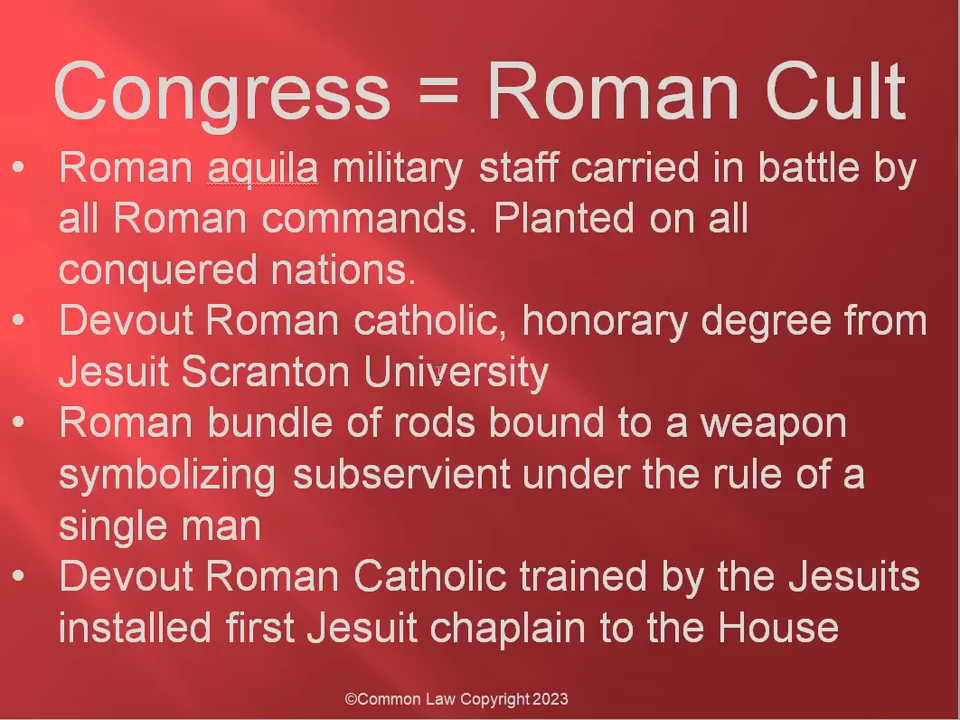 Congress = Roman Cult
• Roman aquila military staff carried in battle by
all Roman commands. Planted on all
conquered nations.
• Devout Roman catholic, honorary degree from
Jesuit Scranton University
• Roman bundle of rods bound to a weapon
symbolizing subservient under the rule of a
single man
• Devout Roman Catholic trained by the Jesuits
installed first Jesuit chaplain to the House
©Common Law Copyright 2023